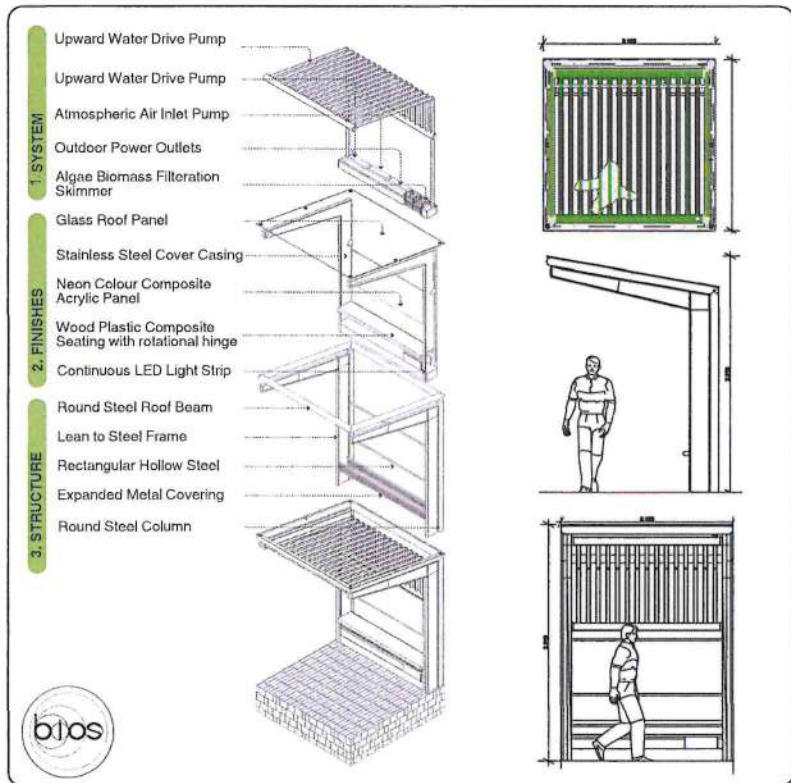 1. SYSTEM
Upward Water Drive Pump
Upward Water Drive Pump
Atmospheric Air Inlet Pump
Outdoor Power Outlets
Algae Biomass Filteration
Skimmer
2. FINISHES
Glass Roof Panel
Stainless Steel Cover Casing
Neon Colour Composite
Acrylic Panel
Wood Plastic Composite
Seating with rotational hinge
Continuous LED Light Strip
3. STRUCTURE
Round Steel Roof Beam
Lean to Steel Frame
Rectangular Hollow Steel
Expanded Metal Covering
Round Steel Column
bios